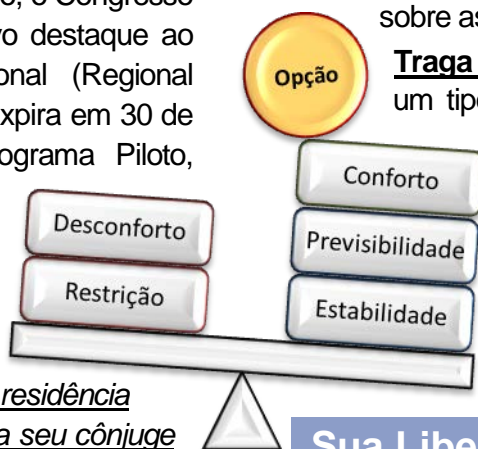 o, o Congresso
vo destaque ao
onal (Regional
xpira em 30 de
ograma Piloto,
sobre as
Traga
um tipo
Opção
Desconforto
Restrição
Conforto
Previsibilidade
Estabilidade
residência
a seu cônjuge
Sua Libe